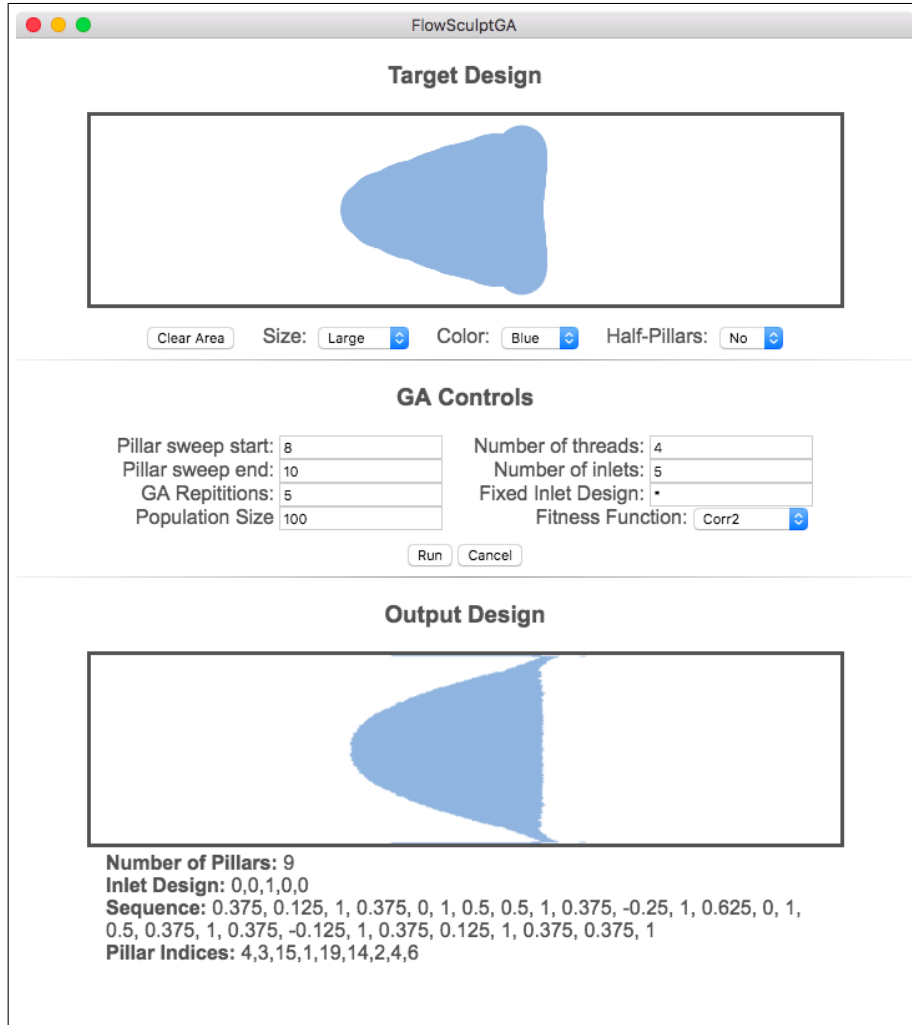 FlowSculptGA
Target Design
Clear Area Size: Large Color: Blue Half-Pillars: No
GA Controls
Pillar sweep start: 8 Number of threads: 4
Pillar sweep end: 10 Number of inlets: 5
GA Repititions: 5 Fixed Inlet Design: *
Population Size 100 Fitness Function: Corr2
Run Cancel
Output Design
Number of Pillars: 9
Inlet Design: 0,0,1,0,0
Sequence: 0.375, 0.125, 1, 0.375, 0, 1, 0.5, 0.5, 1, 0.375, -0.25, 1, 0.625, 0, 1,
0.5, 0.375, 1, 0.375, -0.125, 1, 0.375, 0.125, 1, 0.375, 0.375, 1
Pillar Indices: 4,3,15,1,19,14,2,4,6